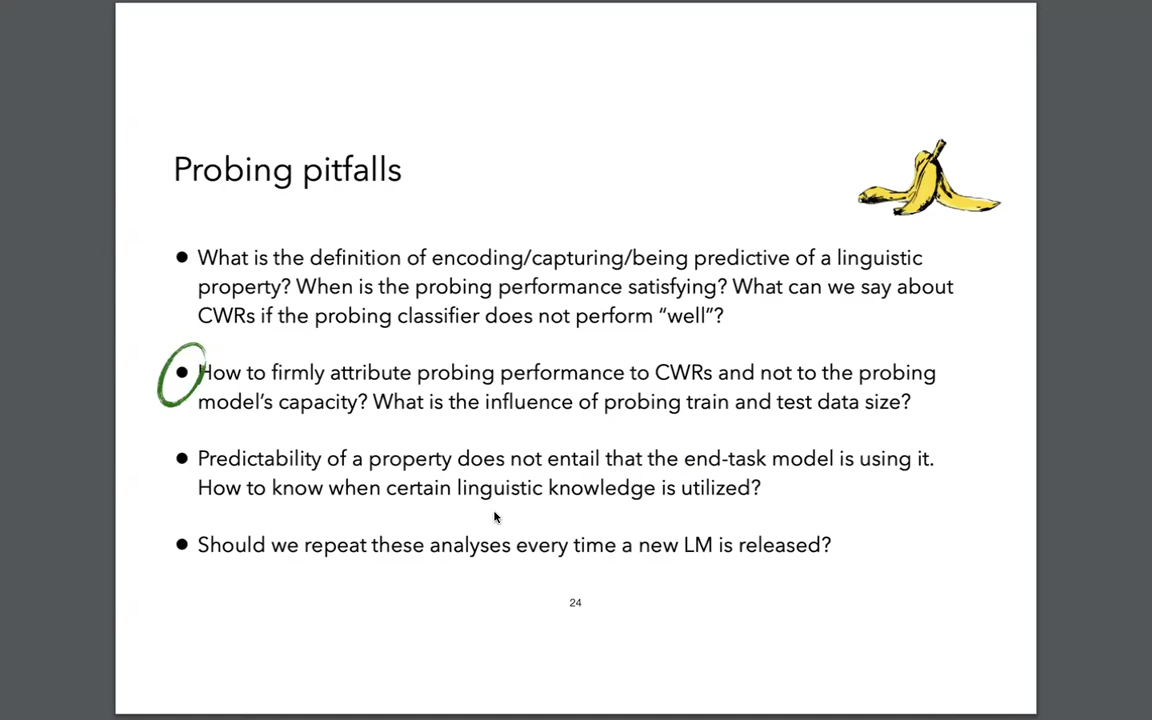 Probing pitfalls
● What is the definition of encoding/capturing/being predictive of a linguistic
property? When is the probing performance satisfying? What can we say about
CWRs if the probing classifier does not perform “well”?
● How to firmly attribute probing performance to CWRs and not to the probing
model’s capacity? What is the influence of probing train and test data size?
● Predictability of a property does not entail that the end-task model is using it.
How to know when certain linguistic knowledge is utilized?
● Should we repeat these analyses every time a new LM is released?
24